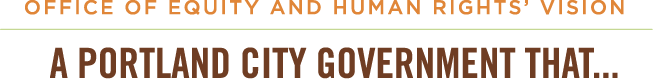 OFFICE OF EQUITY AND HUMAN RIGHTS’ VISION
A PORTLAND CITY GOVERNMENT THAT...